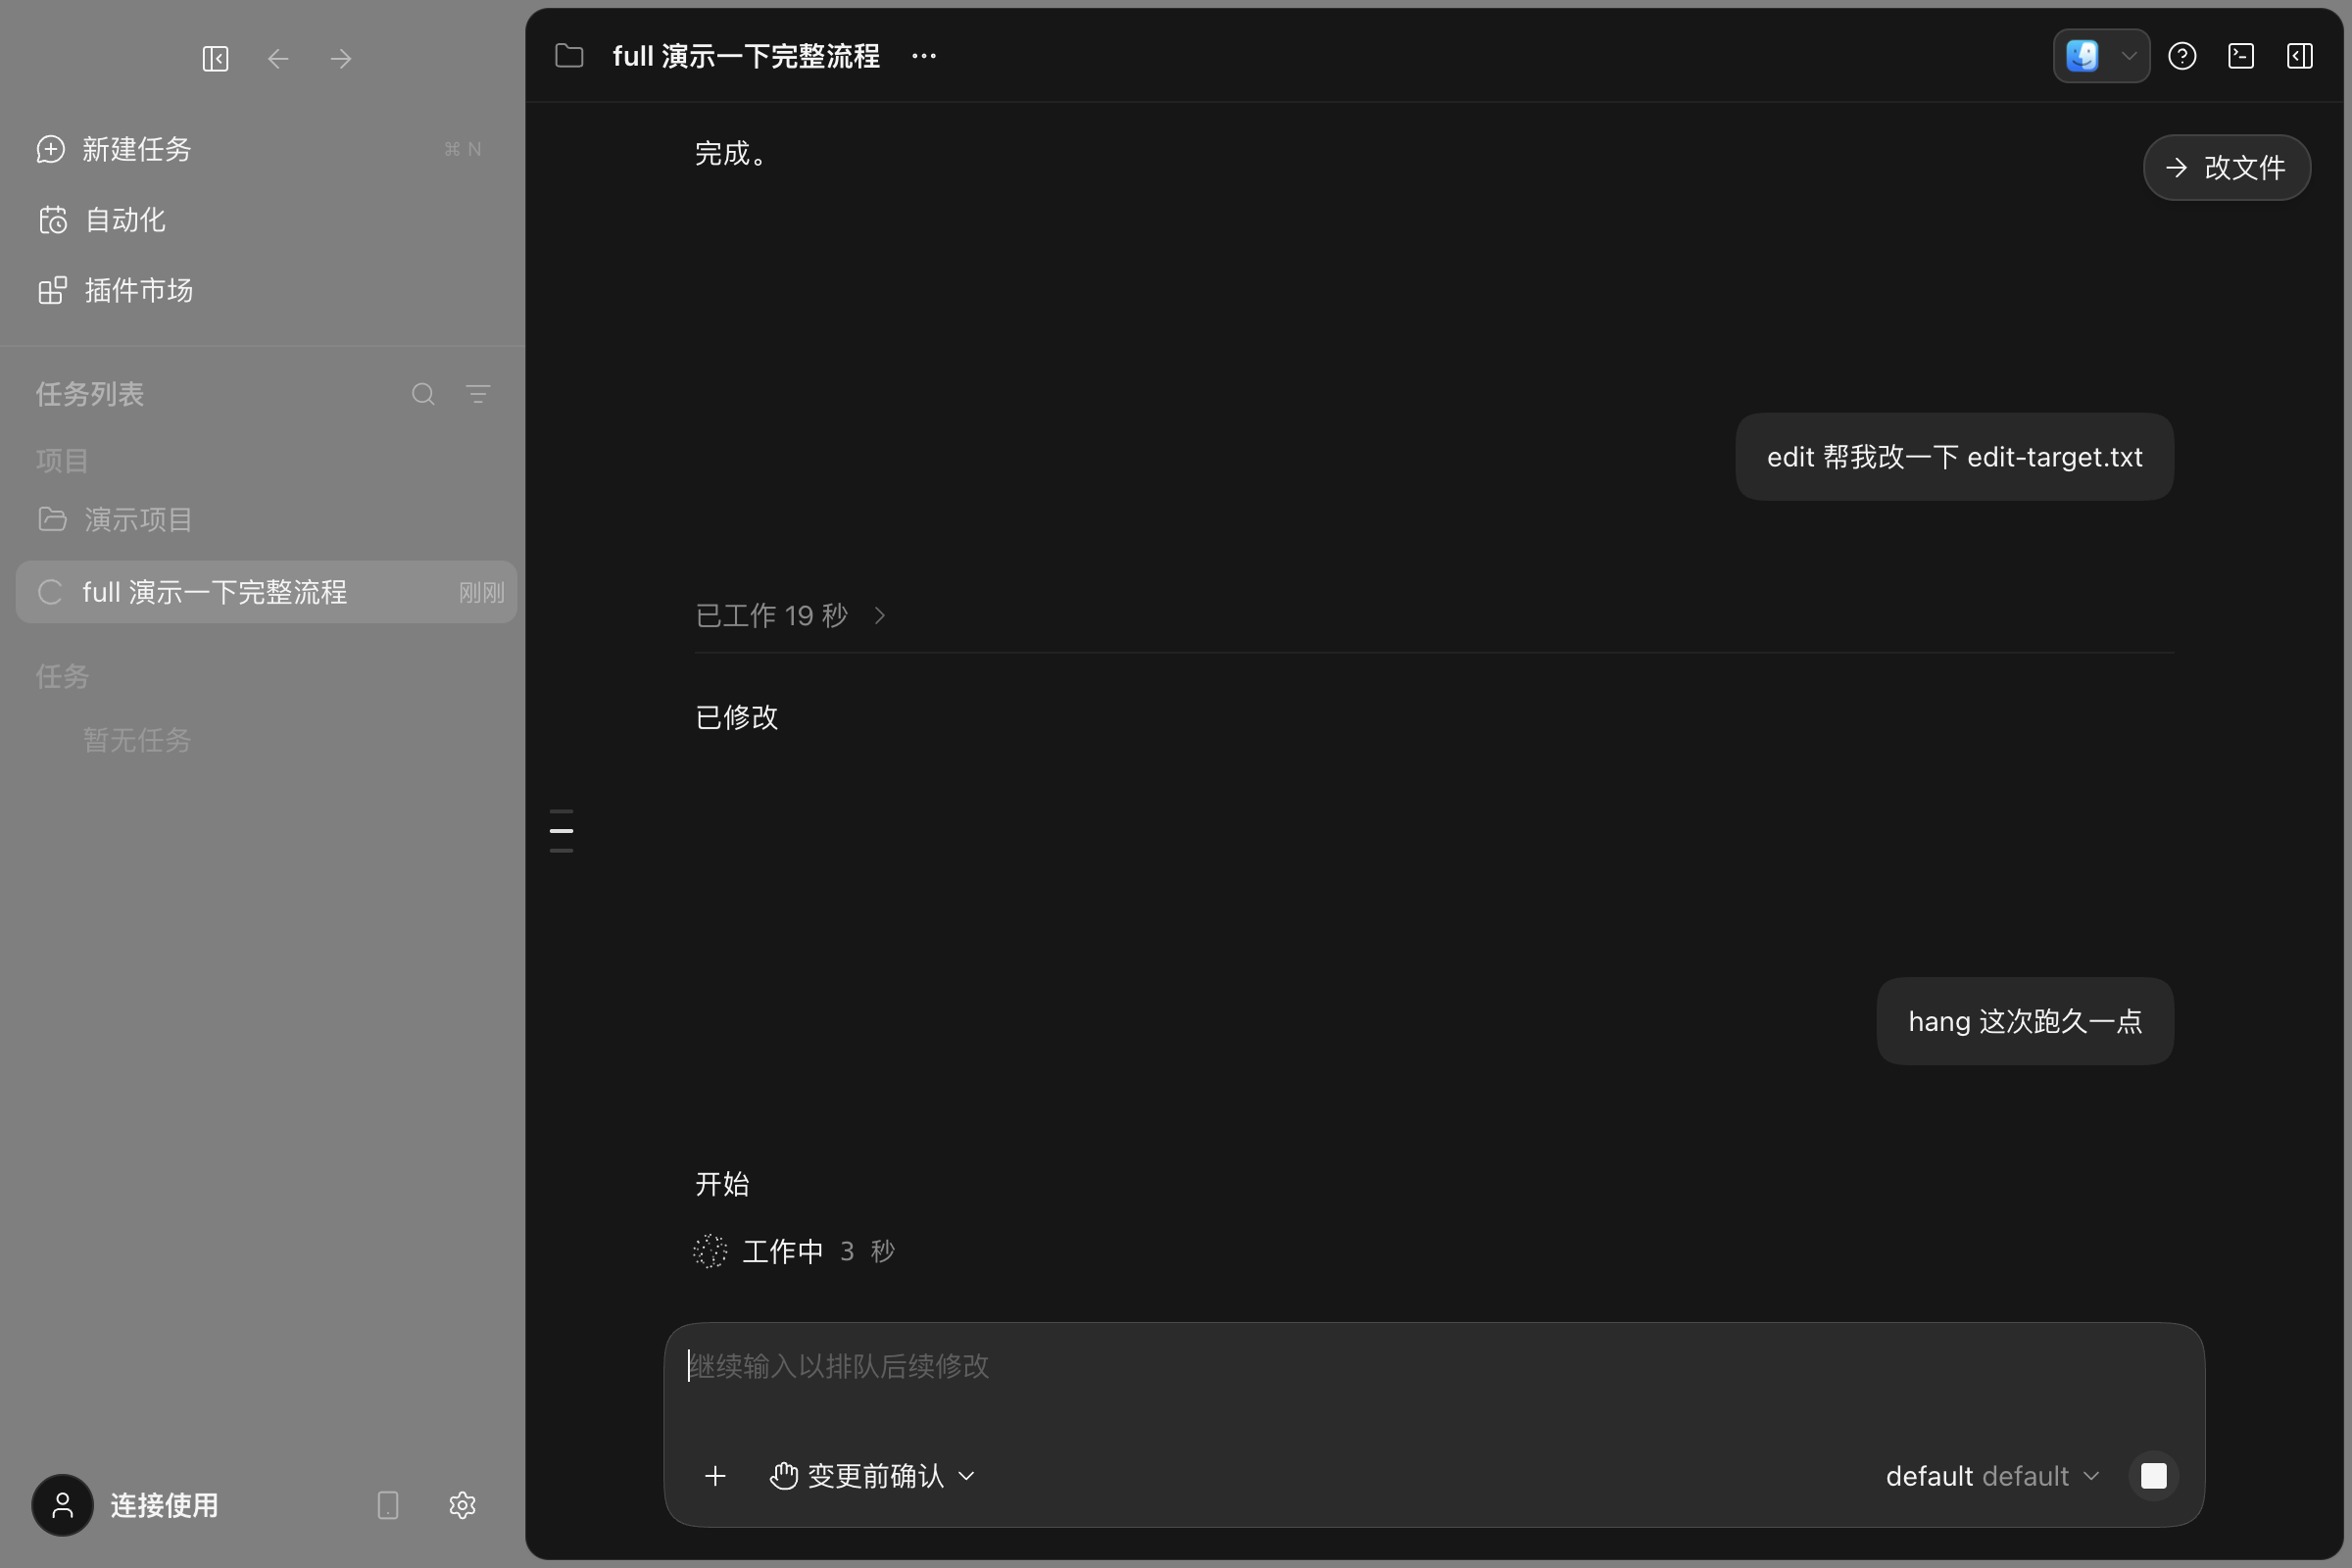 新建任务 ⌘ N
自动化
插件市场
任务列表
项目
演示项目
full 演示一下完整流程 刚刚
任务
暂无任务
连接使用
full 演示一下完整流程
完成。
改文件
edit 帮我改一下 edit-target.txt
已工作 19 秒
已修改
hang 这次跑久一点
开始
工作中 3 秒
继续输入以排队后续修改
变更前确认
default default